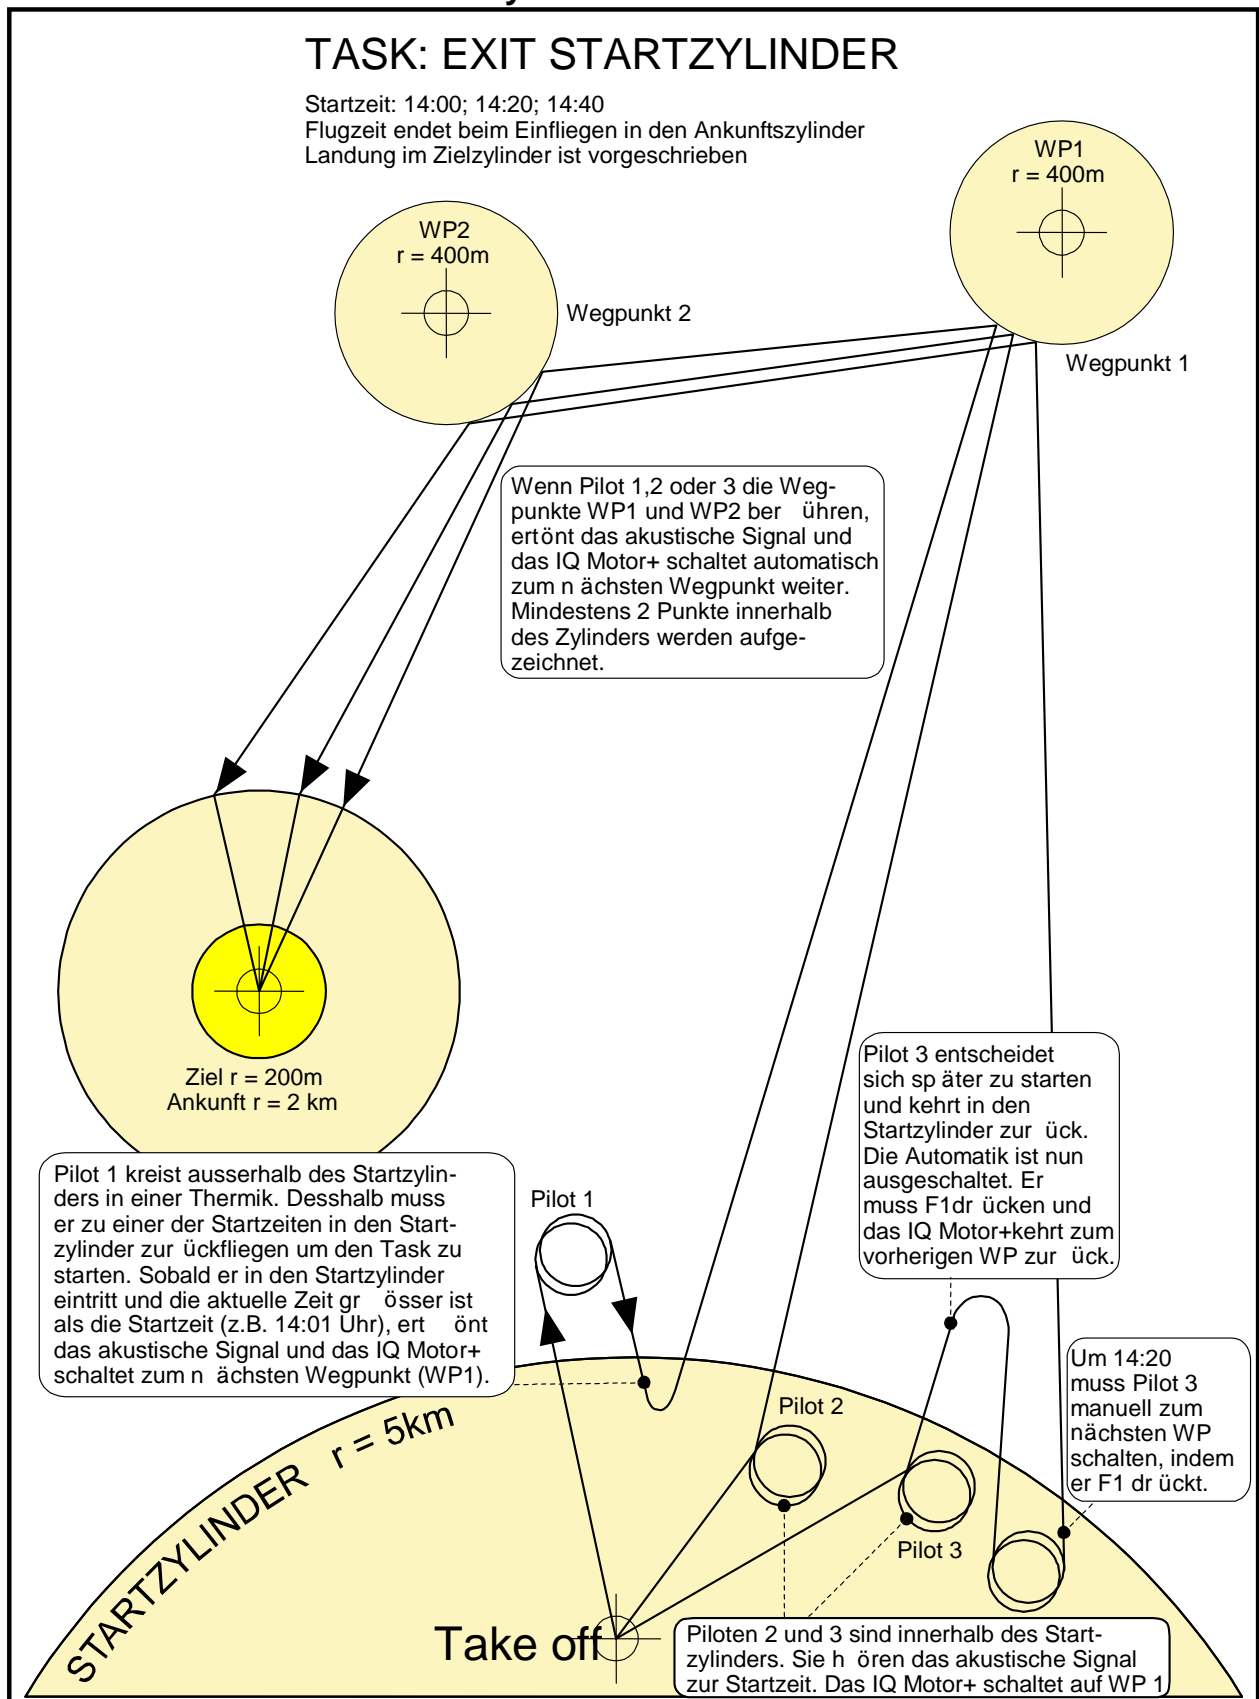 TASK: EXIT STARTZYLINDER
Startzeit: 14:00; 14:20; 14:40
Flugzeit endet beim Einfliegen in den Ankunftszylinder
Landung im Zielzylinder ist vorgeschrieben
WP1
r = 400m
WP2
r = 400m
Wegpunkt 2
Wegpunkt 1
Wenn Pilot 1,2 oder 3 die Weg-
punkte WP1 und WP2 ber ühren,
ertönt das akustische Signal und
das IQ Motor+ schaltet automatisch
zum n ächsten Wegpunkt weiter.
Mindestens 2 Punkte innerhalb
des Zylinders werden aufge-
zeichnet.
Ziel r = 200m
Ankunft r = 2 km
Pilot 3 entscheidet
sich sp äter zu starten
und kehrt in den
Startzylinder zur ück.
Die Automatik ist nun
ausgeschaltet. Er
muss F1dr ücken und
das IQ Motor+kehrt zum
vorherigen WP zur ück.
Pilot 1 kreist ausserhalb des Startzylin-
ders in einer Thermik. Desshalb muss
er zu einer der Startzeiten in den Start-
zylinder zur ückfliegen um den Task zu
starten. Sobald er in den Startzylinder
eintritt und die aktuelle Zeit gr össer ist
als die Startzeit (z.B. 14:01 Uhr), ert önt
das akustische Signal und das IQ Motor+
schaltet zum n ächsten Wegpunkt (WP1).
Pilot 1
Um 14:20
muss Pilot 3
manuell zum
nächsten WP
schalten, indem
er F1 dr ückt.
Pilot 2
Pilot 3
STARTZYLINDER r = 5km
Take off
Piloten 2 und 3 sind innerhalb des Start-
zylinders. Sie h ören das akustische Signal
zur Startzeit. Das IQ Motor+ schaltet auf WP 1